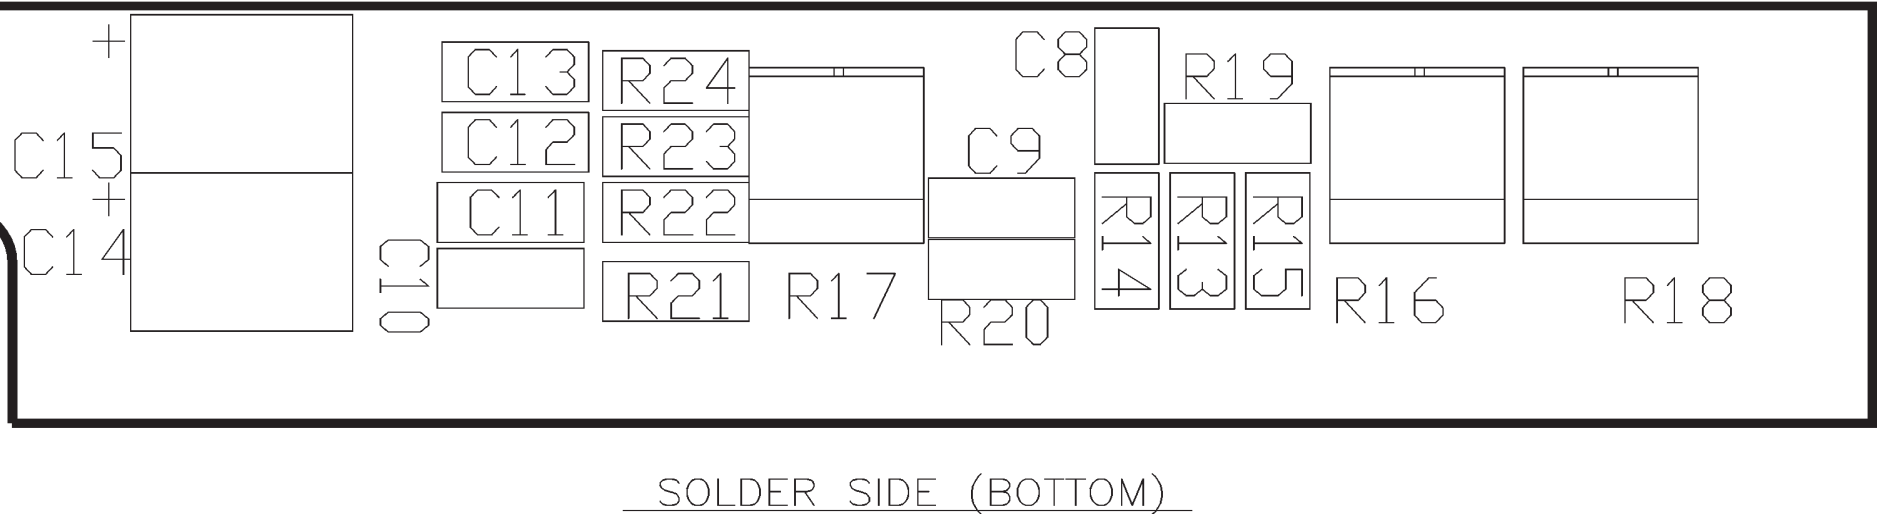 +
C15
+
C14
C13
C12
C11
C10
R24
R23
R22
R21
R17
C9
R20
C8
R19
R14
R13
R15
R16
R18
SOLDER SIDE (BOTTOM)